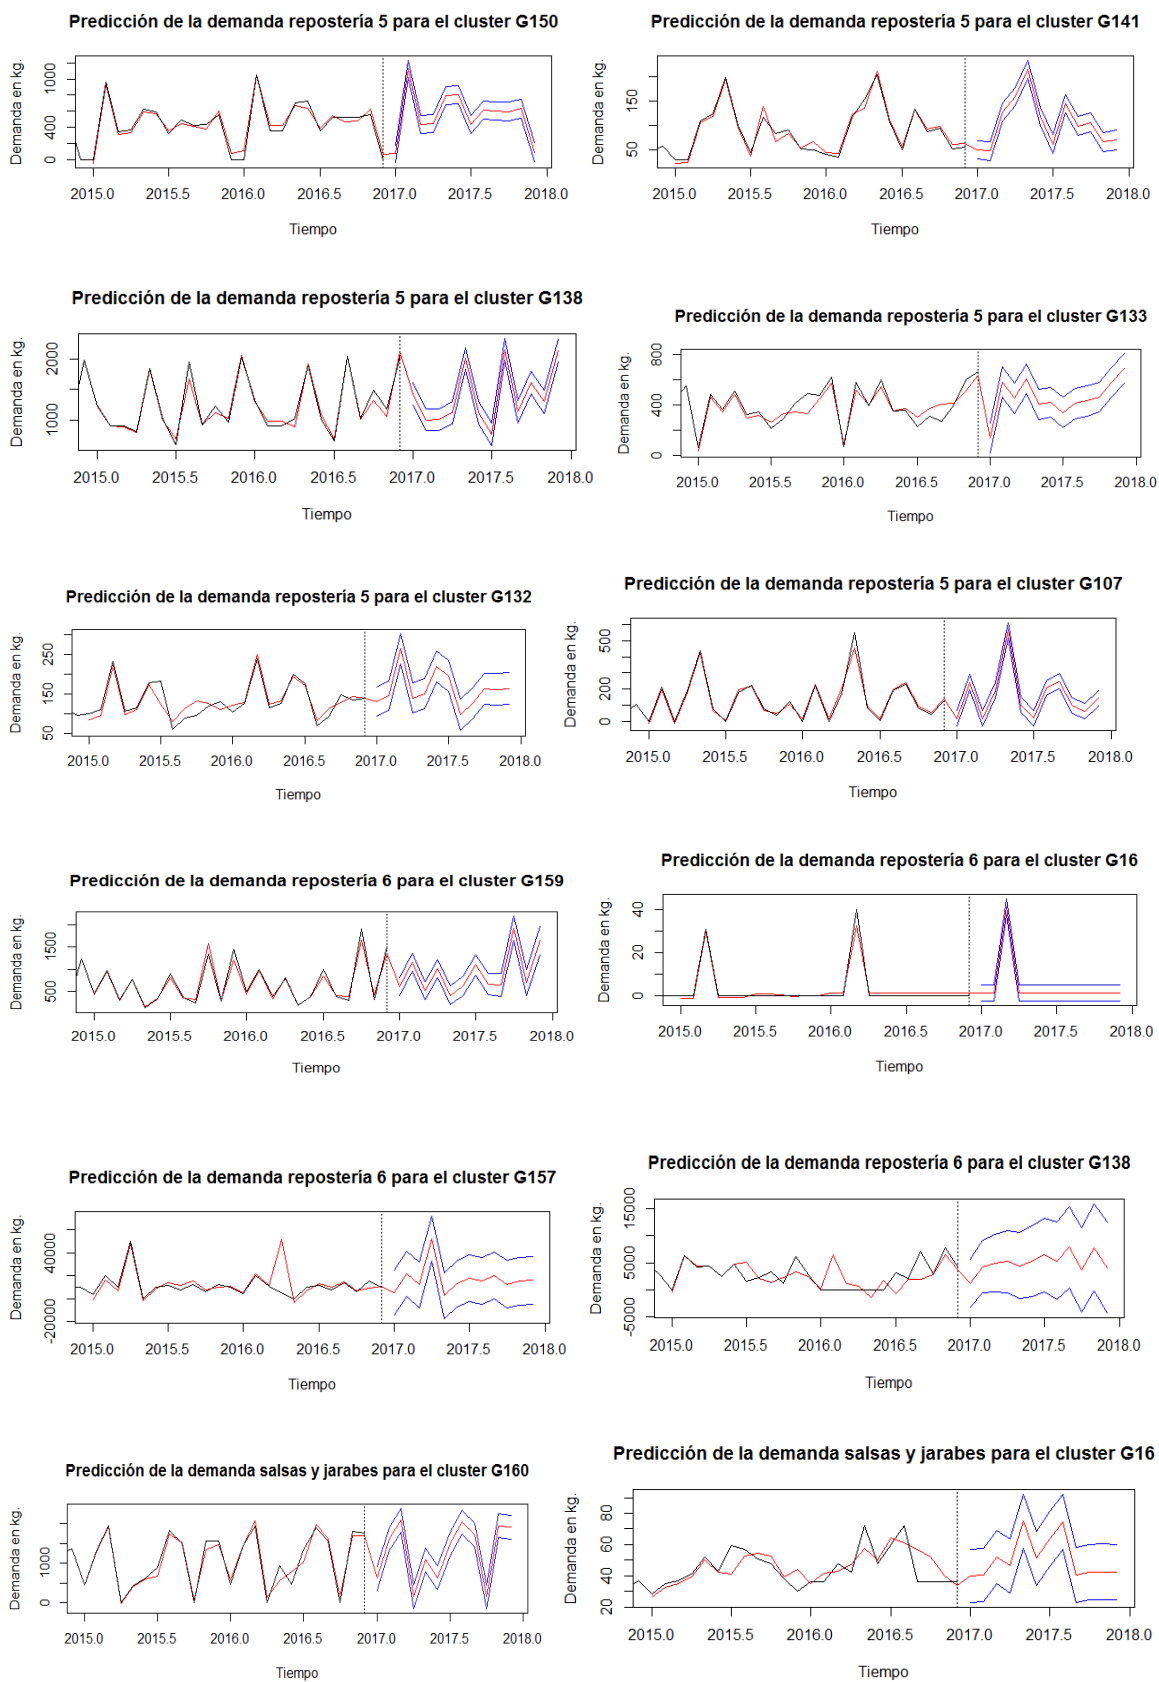 Predicción de la demanda repostería 5 para el cluster G150
Demanda en kg.
0 400 1000
2015.0 2015.5 2016.0 2016.5 2017.0 2017.5 2018.0
Tiempo
Predicción de la demanda repostería 5 para el cluster G141
Demanda en kg.
50 150
2015.0 2015.5 2016.0 2016.5 2017.0 2017.5 2018.0
Tiempo
Predicción de la demanda repostería 5 para el cluster G138
Demanda en kg.
1000 2000
2015.0 2015.5 2016.0 2016.5 2017.0 2017.5 2018.0
Tiempo
Predicción de la demanda repostería 5 para el cluster G133
Demanda en kg.
0 400 800
2015.0 2015.5 2016.0 2016.5 2017.0 2017.5 2018.0
Tiempo
Predicción de la demanda repostería 5 para el cluster G132
Demanda en kg.
50 150 250
2015.0 2015.5 2016.0 2016.5 2017.0 2017.5 2018.0
Tiempo
Predicción de la demanda repostería 5 para el cluster G107
Demanda en kg.
0 200 500
2015.0 2015.5 2016.0 2016.5 2017.0 2017.5 2018.0
Tiempo
Predicción de la demanda repostería 6 para el cluster G159
Demanda en kg.
500 1500
2015.0 2015.5 2016.0 2016.5 2017.0 2017.5 2018.0
Tiempo
Predicción de la demanda repostería 6 para el cluster G16
Demanda en kg.
0 20 40
2015.0 2015.5 2016.0 2016.5 2017.0 2017.5 2018.0
Tiempo
Predicción de la demanda repostería 6 para el cluster G157
Demanda en kg.
-20000 40000
2015.0 2015.5 2016.0 2016.5 2017.0 2017.5 2018.0
Tiempo
Predicción de la demanda repostería 6 para el cluster G138
Demanda en kg.
-5000 5000 15000
2015.0 2015.5 2016.0 2016.5 2017.0 2017.5 2018.0
Tiempo
Predicción de la demanda salsas y jarabes para el cluster G160
Demanda en kg.
0 1000
2015.0 2015.5 2016.0 2016.5 2017.0 2017.5 2018.0
Tiempo
Predicción de la demanda salsas y jarabes para el cluster G16
Demanda en kg.
20 40 60 80
2015.0 2015.5 2016.0 2016.5 2017.0 2017.5 2018.0
Tiempo